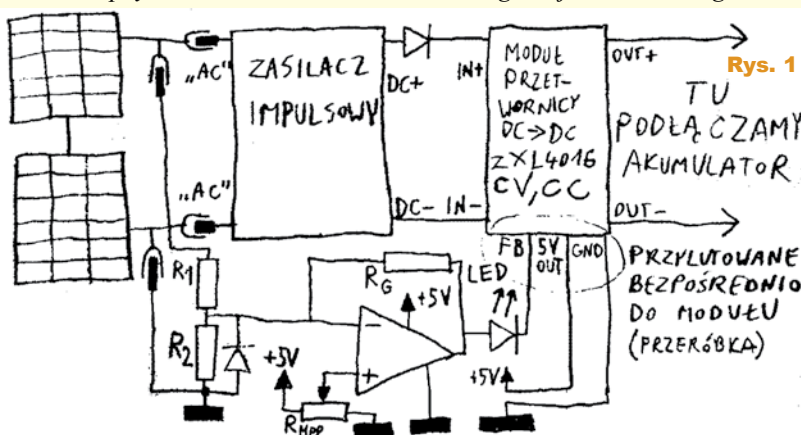 „AC"
ZASILACZ
IMPULSOWY
DC+
IN+
MODUŁ
PRZET-
WORNICY
DC→DC
Z XL4016
CV, CC
OUT+
Rys. 1
TU
PODŁĄCZAMY
AKUMULATOR
„AC"
DC-
IN-
OUT-
FB
5V
OUT
GND
PRZYLUTOWANE
BEZPOŚREDNIO
DO MODUŁU
(PRZERÓBKA)
R1
R2
RG
LED
+5V
-
+
+5V
RMPP
+5V